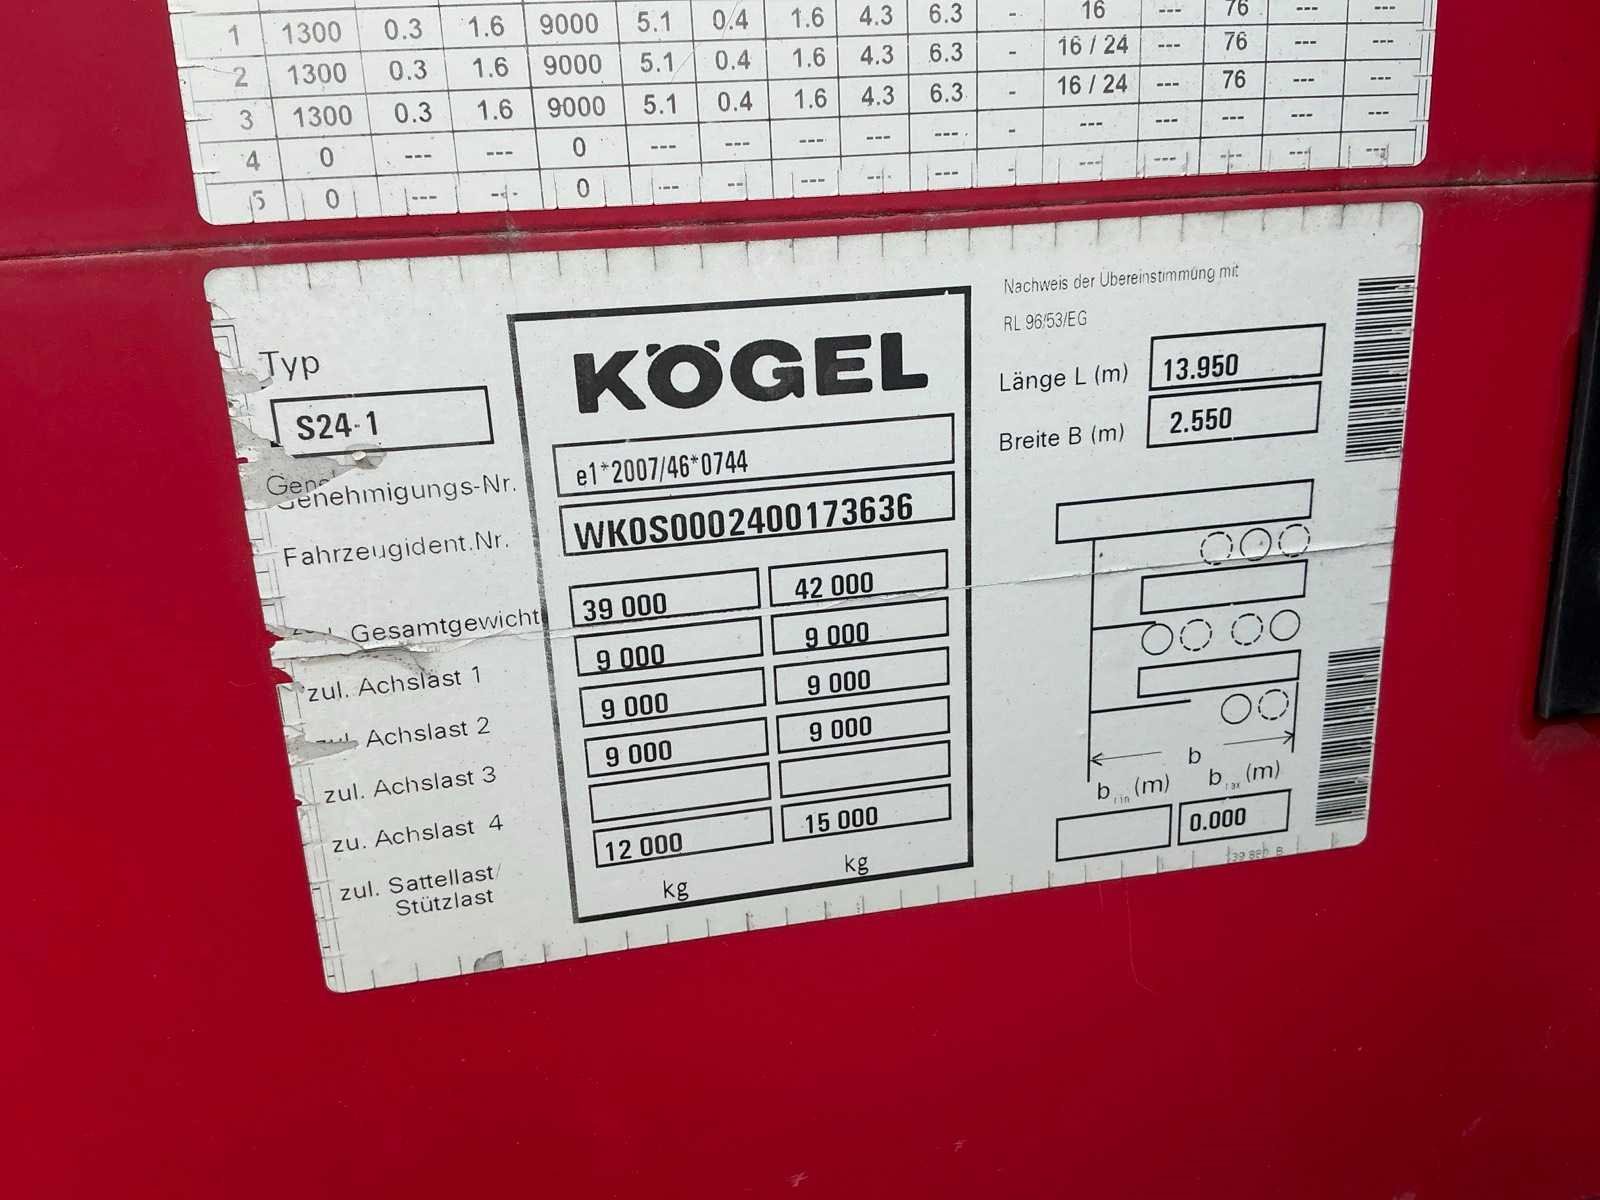 1 1300 0.3 1.6 9000 5.1 0.4 1.6 4.3 6.3 - 16 --- 76 --- ---
2 1300 0.3 1.6 9000 5.1 0.4 1.6 4.3 6.3 - 16 / 24 --- 76 --- ---
3 1300 0.3 1.6 9000 5.1 0.4 1.6 4.3 6.3 - 16 / 24 --- 76 --- ---
4 0 --- --- 0 --- --- --- --- --- - --- --- --- --- ---
5 0 --- --- 0 --- --- --- --- --- - --- --- --- --- ---
Typ
S24-1
Genehmigungs-Nr.
Fahrzeugident.Nr.
Gesamtgewicht
zul. Achslast 1
Achslast 2
zul. Achslast 3
zu. Achslast 4
zul. Sattellast/
Stützlast
KÖGEL
e1*2007/46*0744
WK0S0002400173636
39 000 42 000
9 000 9 000
9 000 9 000
9 000 9 000
12 000 15 000
kg kg
Nachweis der Übereinstimmung mit
RL 96/53/EG
Länge L (m) 13.950
Breite B (m) 2.550
b
b (m) b (m)
0.000